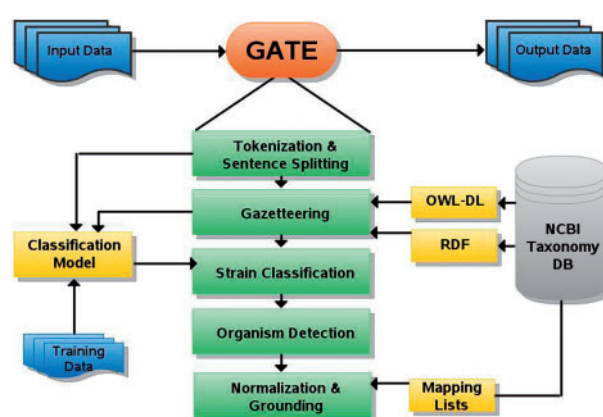 Input Data
GATE
Output Data
Tokenization &
Sentence Splitting
Gazetteering
OWL-DL
RDF
NCBI
Taxonomy
DB
Classification
Model
Strain Classification
Organism Detection
Training
Data
Normalization &
Grounding
Mapping
Lists